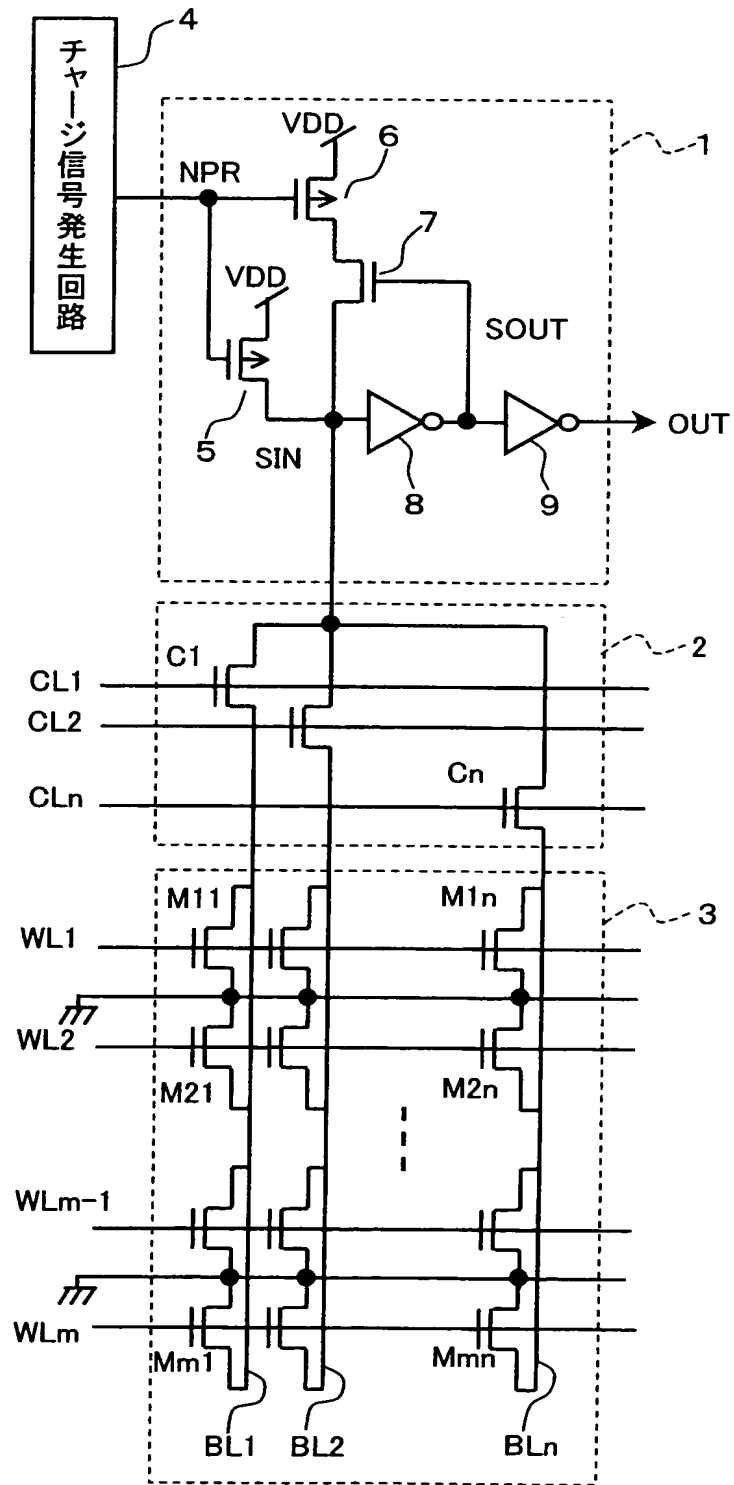 4
チャージ信号発生回路
VDD
6
1
NPR
7
VDD
SOUT
5
SIN
8
9
OUT
C1
2
CL1
CL2
Cn
CLn
M11
M1n
3
WL1
WL2
M21
M2n
WLm-1
WLm
Mm1
Mmn
BL1
BL2
BLn